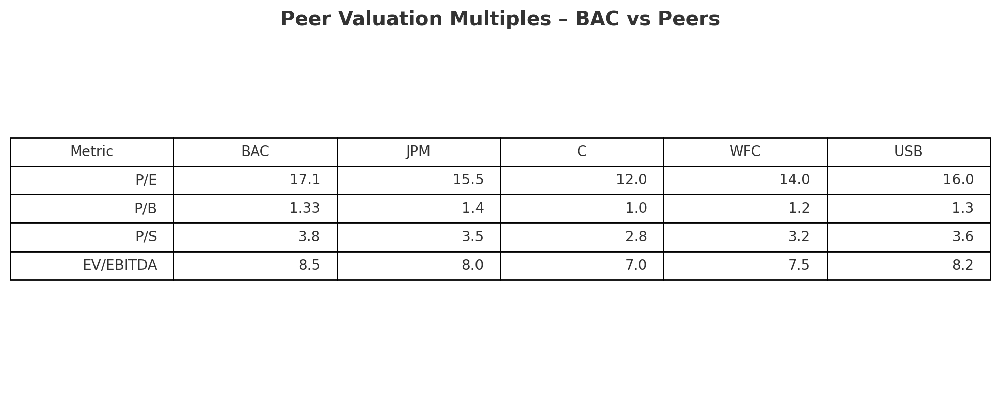 Peer Valuation Multiples – BAC vs Peers
Metric BAC JPM C WFC USB
P/E 17.1 15.5 12.0 14.0 16.0
P/B 1.33 1.4 1.0 1.2 1.3
P/S 3.8 3.5 2.8 3.2 3.6
EV/EBITDA 8.5 8.0 7.0 7.5 8.2